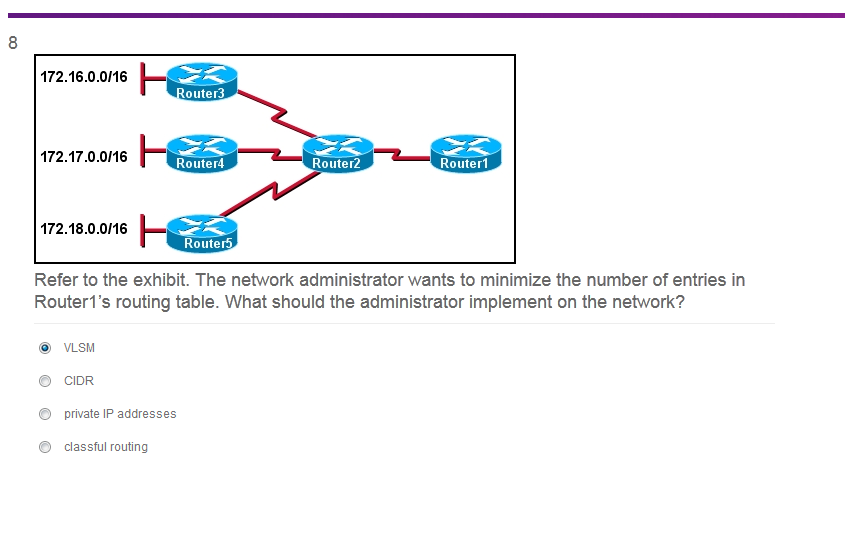 8
172.16.0.0/16
Router3
172.17.0.0/16
Router4
Router2
Router1
172.18.0.0/16
Router5
Refer to the exhibit. The network administrator wants to minimize the number of entries in
Router1's routing table. What should the administrator implement on the network?
VLSM
CIDR
private IP addresses
classful routing